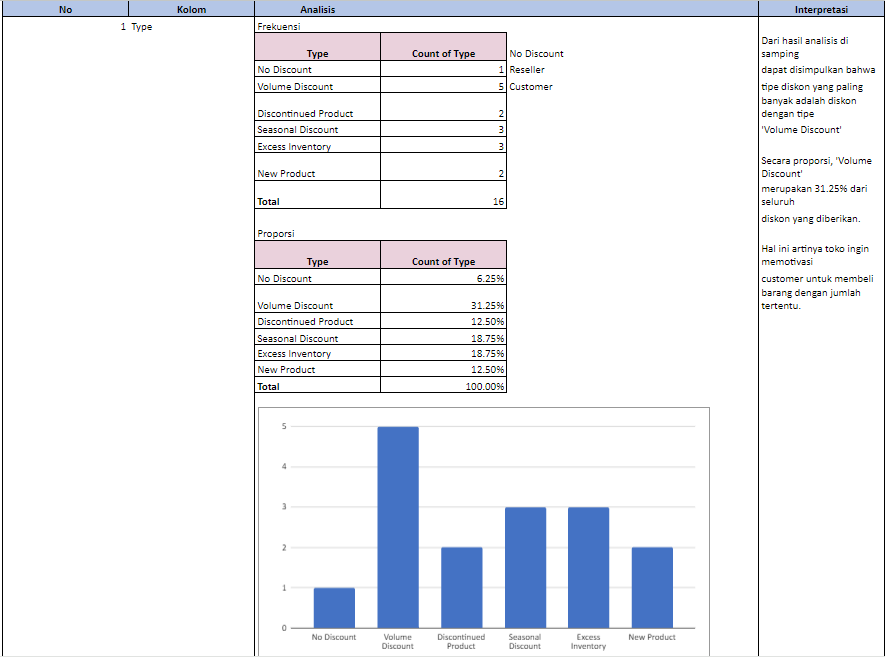 No Kolom Analisis Interpretasi
1 Type
Frekuensi
Type Count of Type No Discount
No Discount 1 Reseller
Volume Discount 5 Customer
Discontinued Product 2
Seasonal Discount 3
Excess Inventory 3
New Product 2
Total 16
Proporsi
Type Count of Type
No Discount 6.25%
Volume Discount 31.25%
Discontinued Product 12.50%
Seasonal Discount 18.75%
Excess Inventory 18.75%
New Product 12.50%
Total 100.00%
5
4
3
2
1
0
No Discount
Volume
Discount
Discontinued
Product
Seasonal
Discount
Excess
Inventory
New Product
Dari hasil analisis di
samping
dapat disimpulkan bahwa
tipe diskon yang paling
banyak adalah diskon
dengan tipe
'Volume Discount'
Secara proporsi, 'Volume
Discount'
merupakan 31.25% dari
seluruh
diskon yang diberikan.
Hal ini artinya toko ingin
memotivasi
customer untuk membeli
barang dengan jumlah
tertentu.